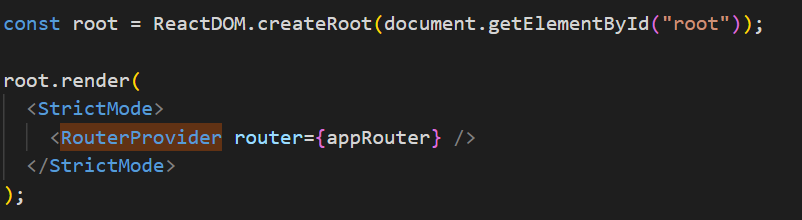 const root = ReactDOM.createRoot(document.getElementById("root"));
root.render(
<StrictMode>
<RouterProvider router={appRouter} />
</StrictMode>
);